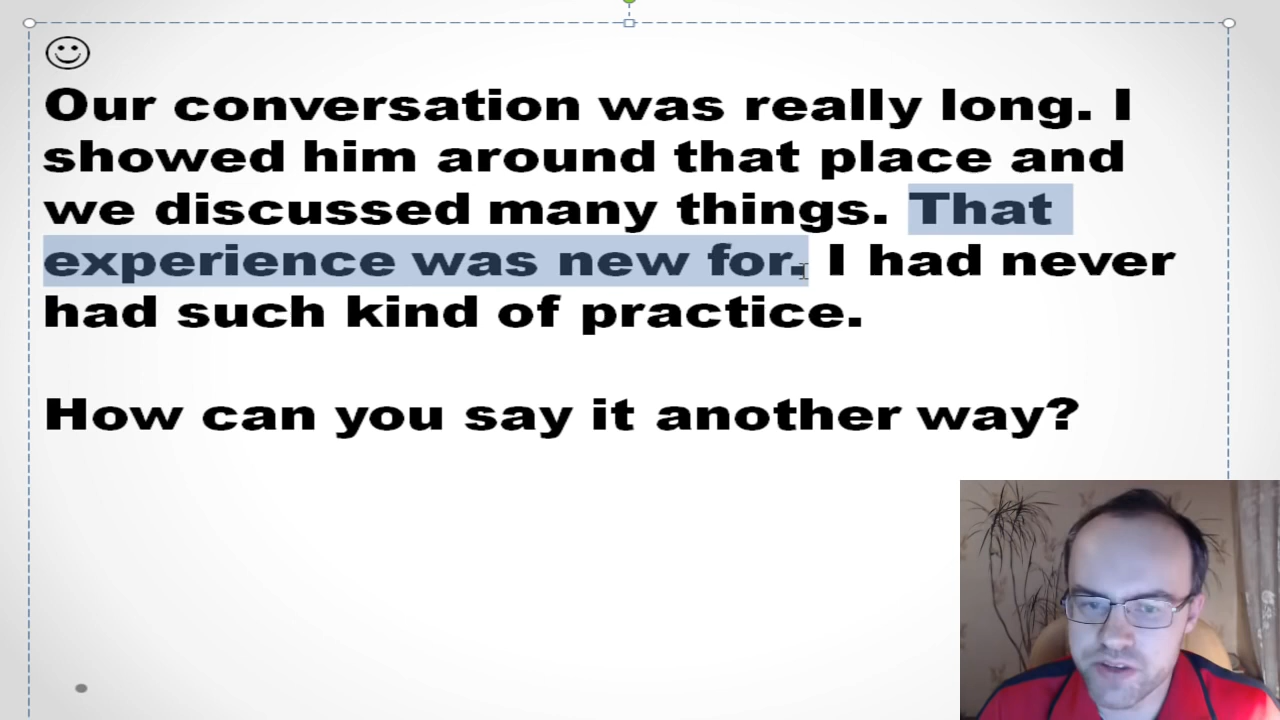 Our conversation was really long. I
showed him around that place and
we discussed many things. That
experience was new for. I had never
had such kind of practice.
How can you say it another way?